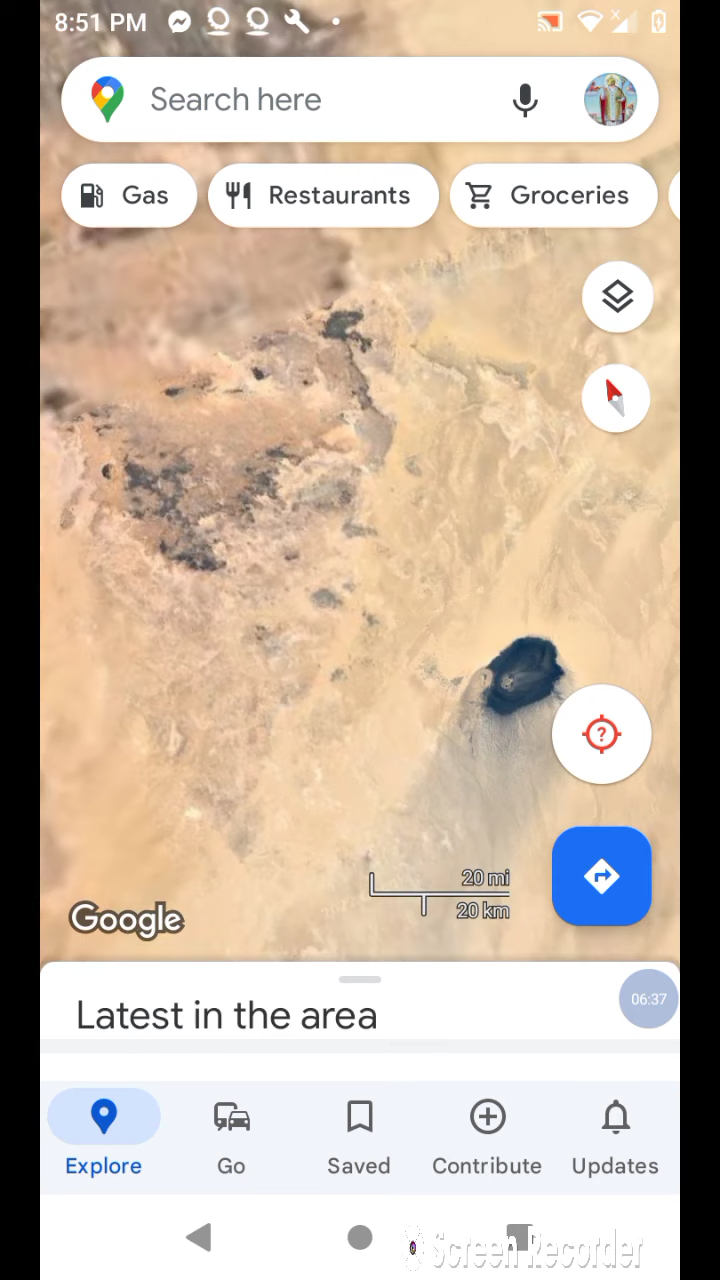 8:51 PM
Search here
Gas
Restaurants
Groceries
20 mi
20 km
Google
Latest in the area
06:37
Explore
Go
Saved
Contribute
Updates
Screen Recorder